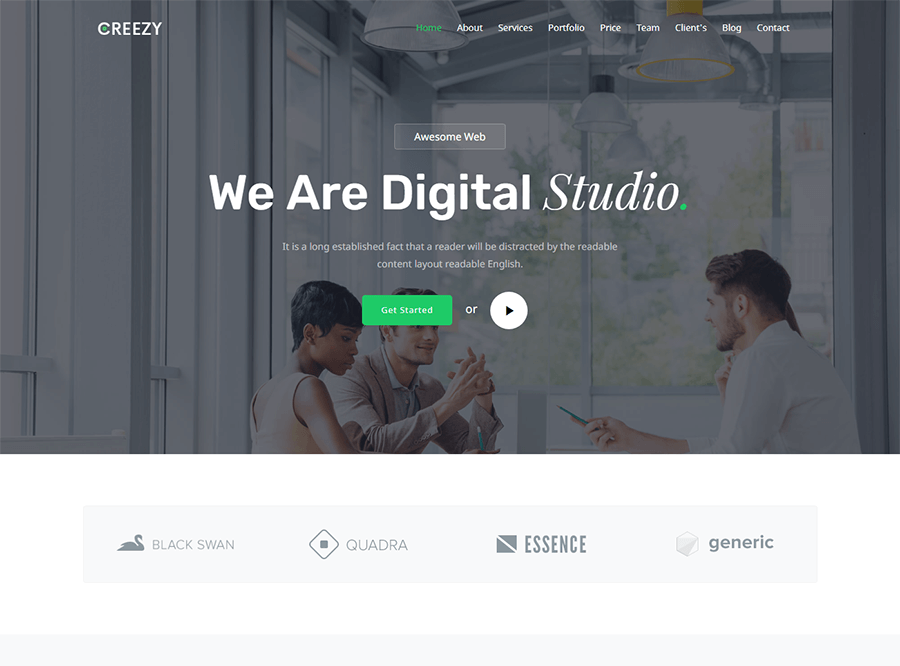 CREEZY
Home About Services Portfolio Price Team Client's Blog Contact
Awesome Web
We Are Digital Studio.
It is a long established fact that a reader will be distracted by the readable
content layout readable English.
Get Started or
BLACK SWAN QUADRA ESSENCE generic